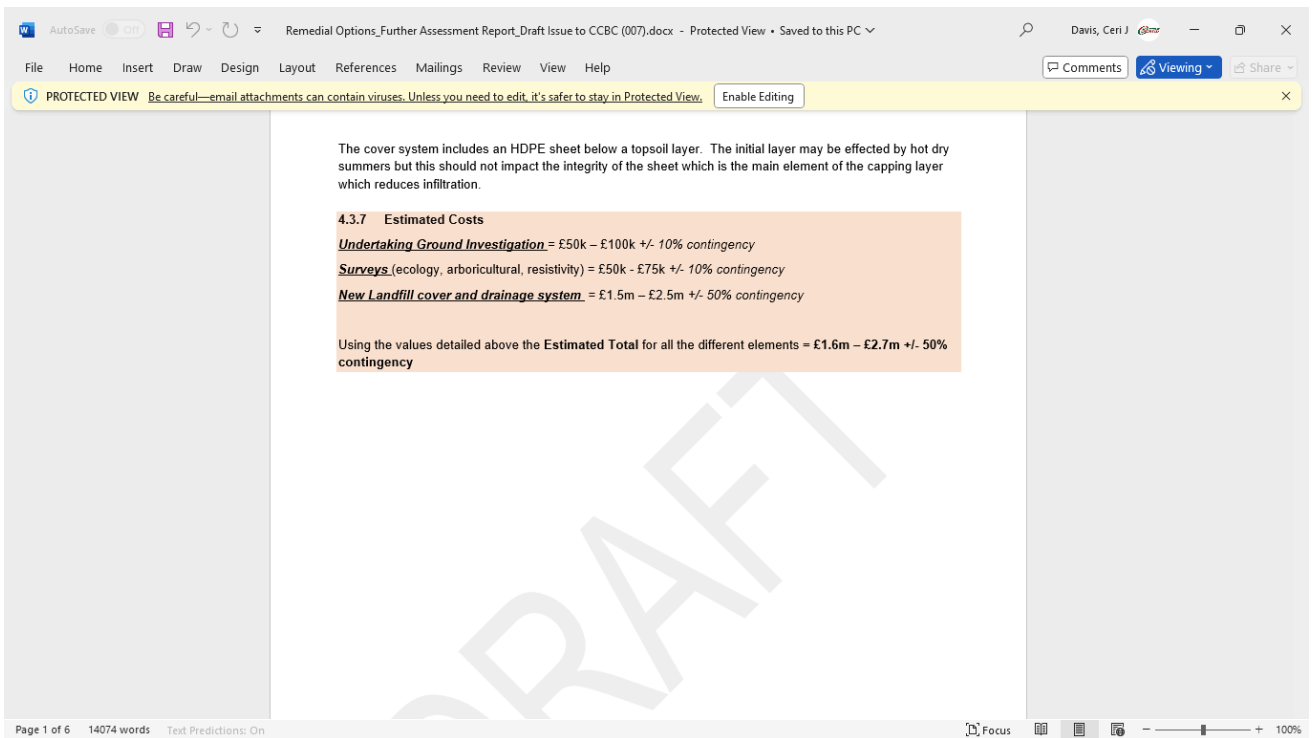 AutoSave Off Remedial Options_Further Assessment Report_Draft Issue to CCBC (007).docx - Protected View • Saved to this PC Davis, Ceri J
File Home Insert Draw Design Layout References Mailings Review View Help Comments Viewing Share
PROTECTED VIEW Be careful—email attachments can contain viruses. Unless you need to edit, it's safer to stay in Protected View. Enable Editing
The cover system includes an HDPE sheet below a topsoil layer. The initial layer may be effected by hot dry
summers but this should not impact the integrity of the sheet which is the main element of the capping layer
which reduces infiltration.
4.3.7 Estimated Costs
Undertaking Ground Investigation = £50k – £100k +/- 10% contingency
Surveys (ecology, arboricultural, resistivity) = £50k - £75k +/- 10% contingency
New Landfill cover and drainage system = £1.5m – £2.5m +/- 50% contingency
Using the values detailed above the Estimated Total for all the different elements = £1.6m – £2.7m +/- 50%
contingency
DRAFT
Page 1 of 6 14074 words Text Predictions: On Focus 100%